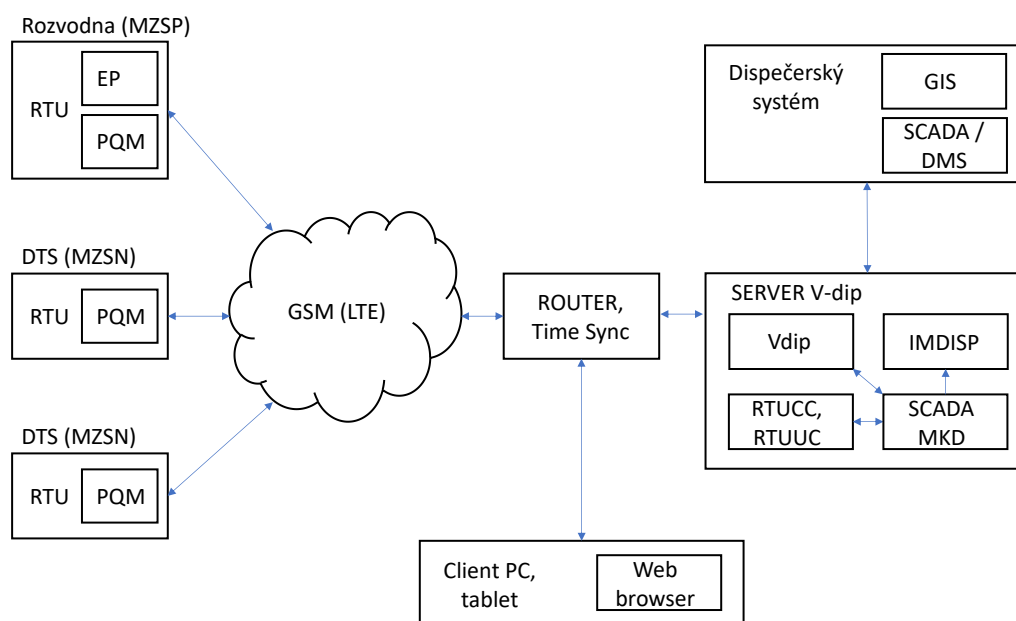 Rozvodna (MZSP)
RTU
EP
PQM
DTS (MZSN)
RTU
PQM
DTS (MZSN)
RTU
PQM
GSM (LTE)
ROUTER,
Time Sync
Client PC,
tablet
Web
browser
Dispečerský
systém
GIS
SCADA /
DMS
SERVER V-dip
Vdip
IMDISP
RTUCC,
RTUUC
SCADA
MKD